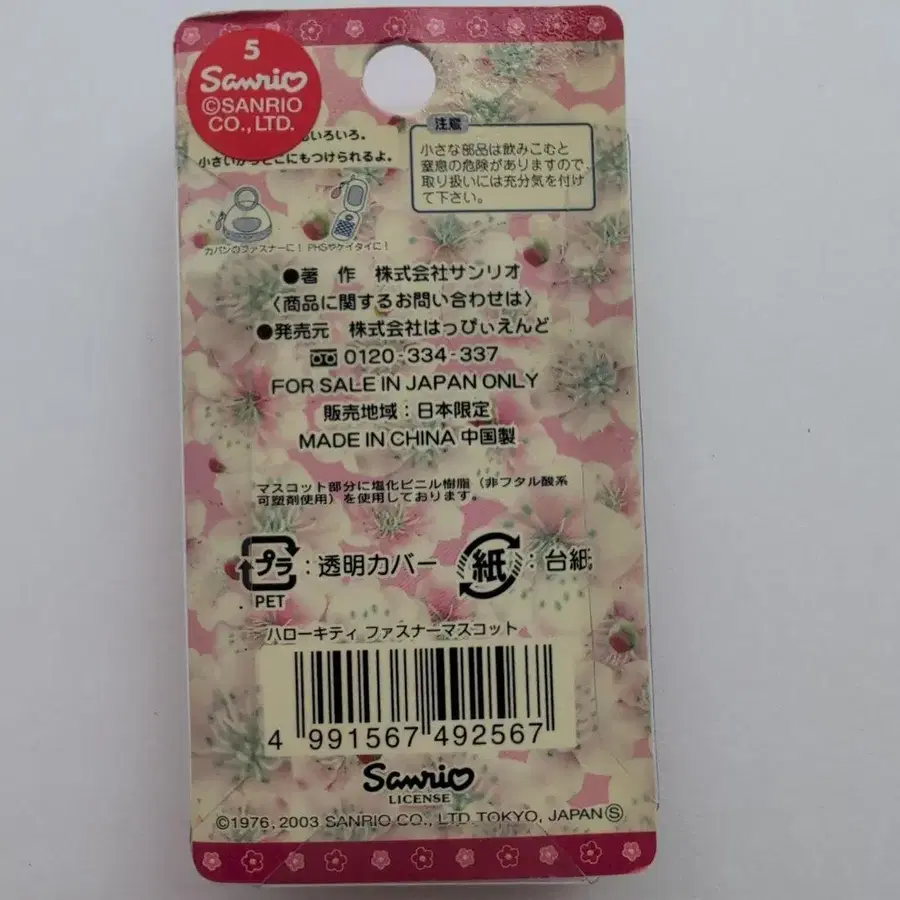 5
Sanrio
©SANRIO
CO., LTD.
いろいろ。
小さいからどこにもつけられるよ。
注意
小さな部品は飲みこむと
窒息の危険がありますので、
取り扱いには充分気を付け
て下さい。
カバンのファスナーに! PHSやケイタイに!
●著 作 株式会社サンリオ
〈商品に関するお問い合わせは〉
●発売元 株式会社はっぴぃえんど
0120-334-337
FOR SALE IN JAPAN ONLY
販売地域:日本限定
MADE IN CHINA 中国製
マスコット部分に塩化ビニル樹脂(非フタル酸系
可塑剤使用)を使用しております。
プラ : 透明カバー 紙 : 台紙
PET
ハローキティ ファスナーマスコット
4 991567 492567
Sanrio
LICENSE
©1976, 2003 SANRIO CO., LTD. TOKYO, JAPAN Ⓢ